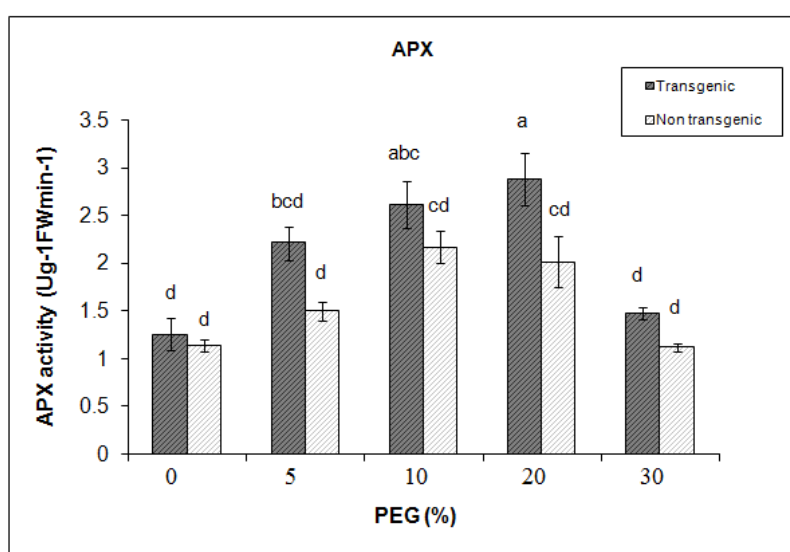 APX
Transgenic
Non transgenic
APX activity (Ug-1FWmin-1)
3.5
3
2.5
2
1.5
1
0.5
0
d
d
bcd
d
abc
cd
a
cd
d
d
0 5 10 20 30
PEG (%)